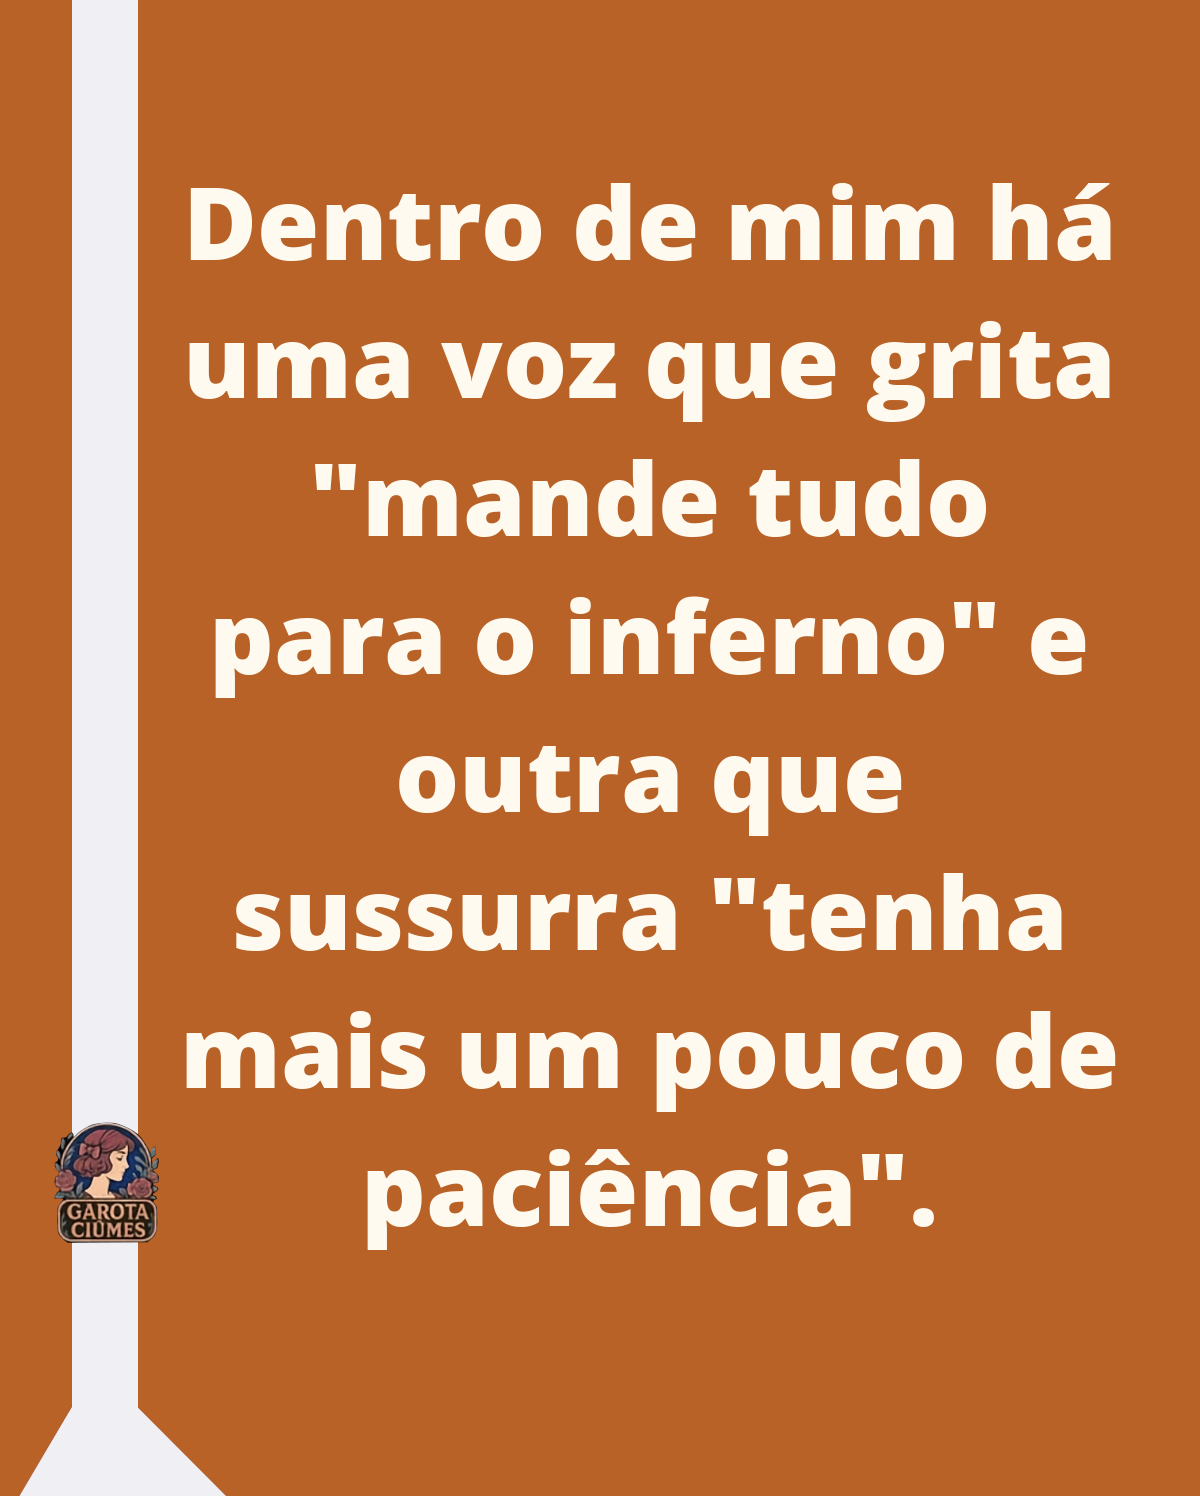 Dentro de mim há
uma voz que grita
"mande tudo
para o inferno" e
outra que
sussurra "tenha
mais um pouco de
paciência".
GAROTA
CIÚMES